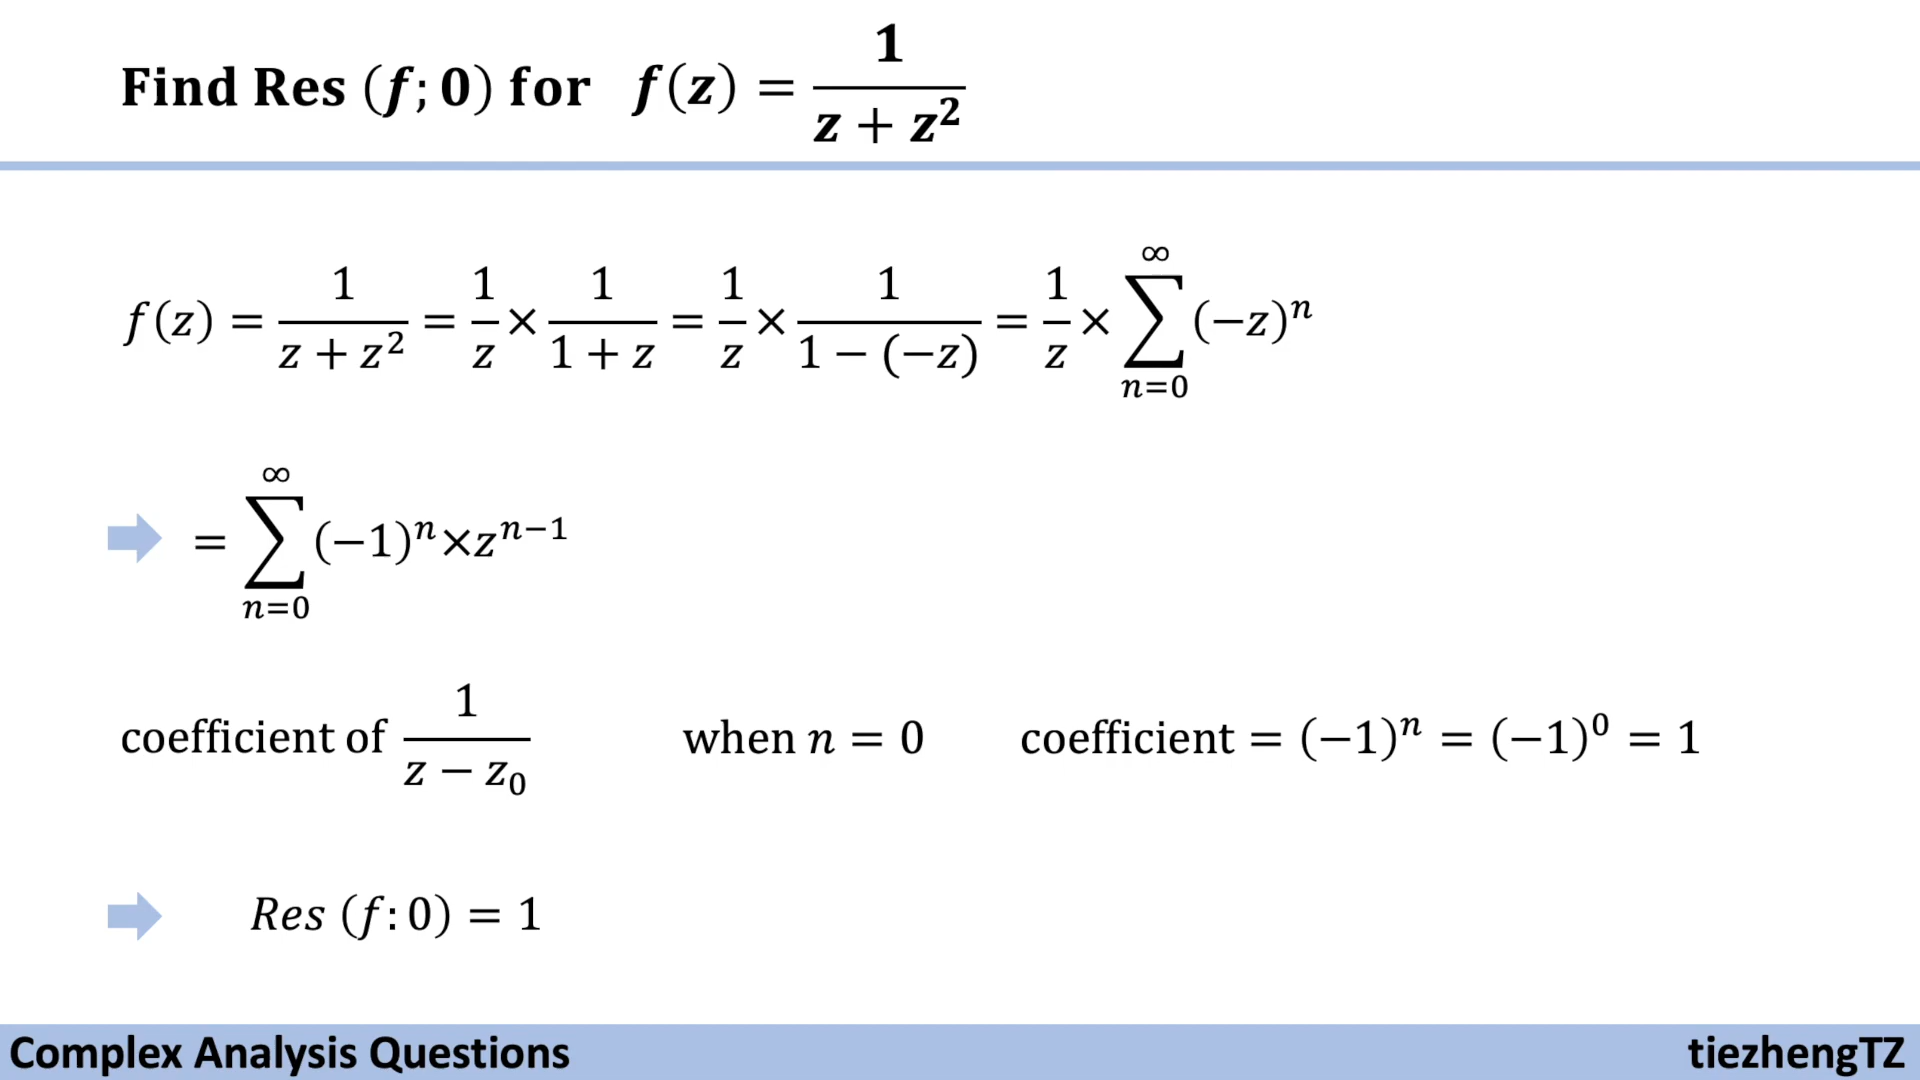 Find Res (f; 0) for f(z) = 1/(z + z²)
f(z) = 1/(z + z²) = 1/z × 1/(1 + z) = 1/z × 1/(1 − (−z)) = 1/z × ∑_{n=0}^{∞} (−z)ⁿ
= ∑_{n=0}^{∞} (−1)ⁿ×zⁿ⁻¹
coefficient of 1/(z − z₀) when n = 0 coefficient = (−1)ⁿ = (−1)⁰ = 1
Res (f: 0) = 1
Complex Analysis Questions tiezhengTZ